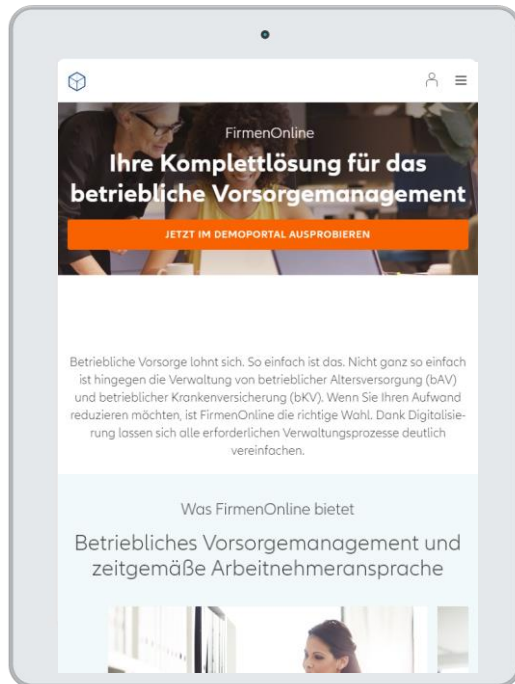 FirmenOnline
Ihre Komplettlösung für das
betriebliche Vorsorgemanagement
JETZT IM DEMOPORTAL AUSPROBIEREN
Betriebliche Vorsorge lohnt sich. So einfach ist das. Nicht ganz so einfach
ist hingegen die Verwaltung von betrieblicher Altersversorgung (bAV)
und betrieblicher Krankenversicherung (bKV). Wenn Sie Ihren Aufwand
reduzieren möchten, ist FirmenOnline die richtige Wahl. Dank Digitalisie-
rung lassen sich alle erforderlichen Verwaltungsprozesse deutlich
vereinfachen.
Was FirmenOnline bietet
Betriebliches Vorsorgemanagement und
zeitgemäße Arbeitnehmeransprache